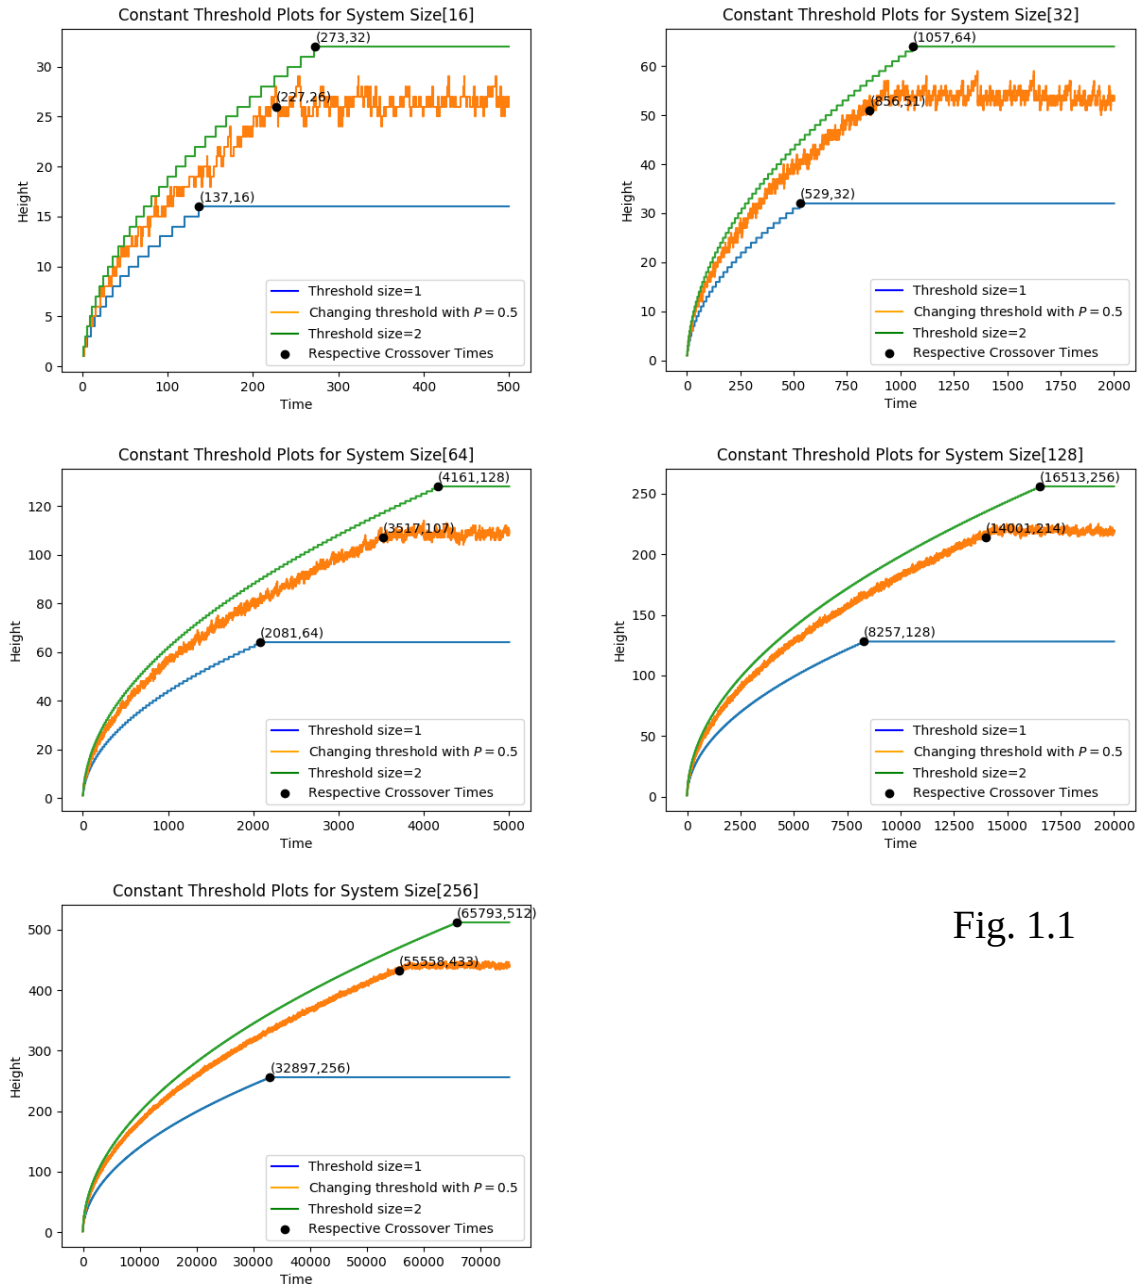 Constant Threshold Plots for System Size[16]
(273,32)
(227,26)
(137,16)
30
25
20
15
10
5
0
Height
Threshold size=1
Changing threshold with P = 0.5
Threshold size=2
Respective Crossover Times
0 100 200 300 400 500
Time
Constant Threshold Plots for System Size[32]
(1057,64)
(856,51)
(529,32)
60
50
40
30
20
10
0
Height
Threshold size=1
Changing threshold with P = 0.5
Threshold size=2
Respective Crossover Times
0 250 500 750 1000 1250 1500 1750 2000
Time
Constant Threshold Plots for System Size[64]
(4161,128)
(3517,107)
(2081,64)
120
100
80
60
40
20
0
Height
Threshold size=1
Changing threshold with P = 0.5
Threshold size=2
Respective Crossover Times
0 1000 2000 3000 4000 5000
Time
Constant Threshold Plots for System Size[128]
(16513,256)
(14001,214)
(8257,128)
250
200
150
100
50
0
Height
Threshold size=1
Changing threshold with P = 0.5
Threshold size=2
Respective Crossover Times
0 2500 5000 7500 10000 12500 15000 17500 20000
Time
Constant Threshold Plots for System Size[256]
(65793,512)
(55558,433)
(32897,256)
500
400
300
200
100
0
Height
Threshold size=1
Changing threshold with P = 0.5
Threshold size=2
Respective Crossover Times
0 10000 20000 30000 40000 50000 60000 70000
Time
Fig. 1.1